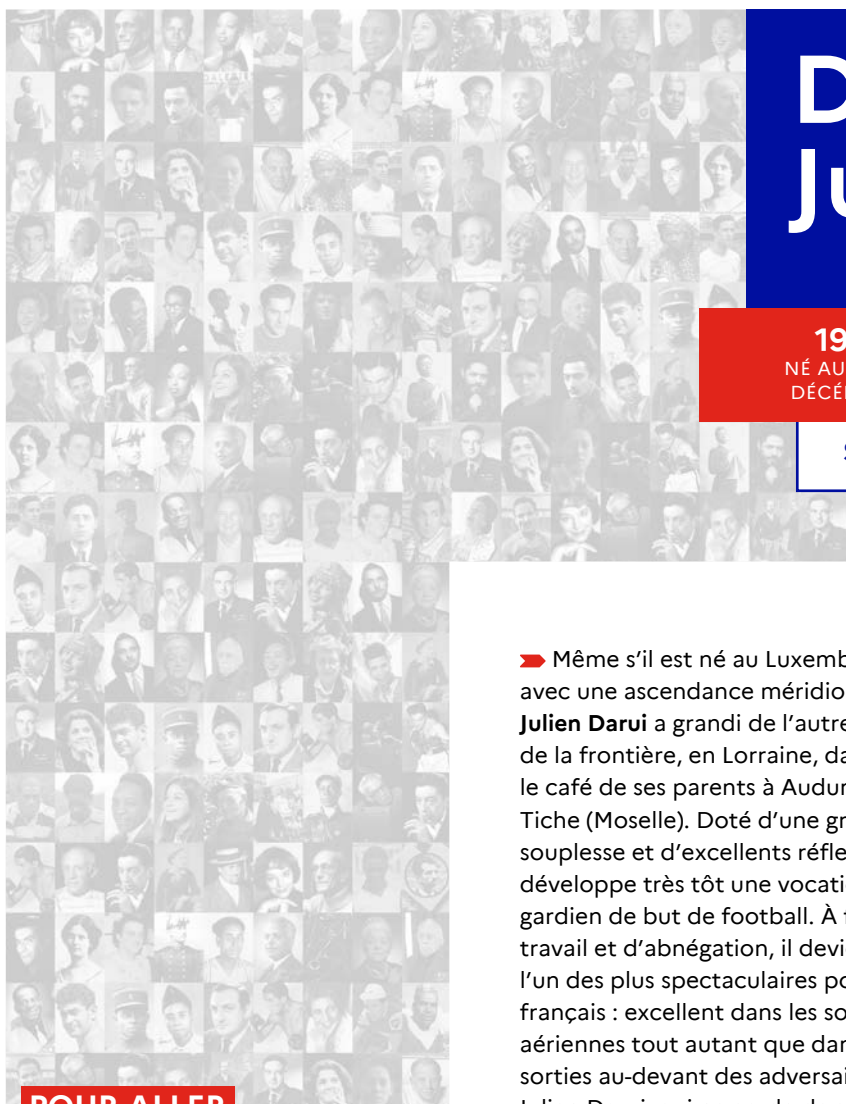 D
Ju
19
NÉ AU
DÉCÉ
Même s’il est né au Luxemb
avec une ascendance méridio
Julien Darui a grandi de l’autre
de la frontière, en Lorraine, da
le café de ses parents à Audun
Tiche (Moselle). Doté d’une gr
souplesse et d’excellents réfle
développe très tôt une vocati
gardien de but de football. À f
travail et d’abnégation, il devi
l’un des plus spectaculaires po
français : excellent dans les so
aériennes tout autant que dan
sorties au-devant des adversai
POUR ALLER